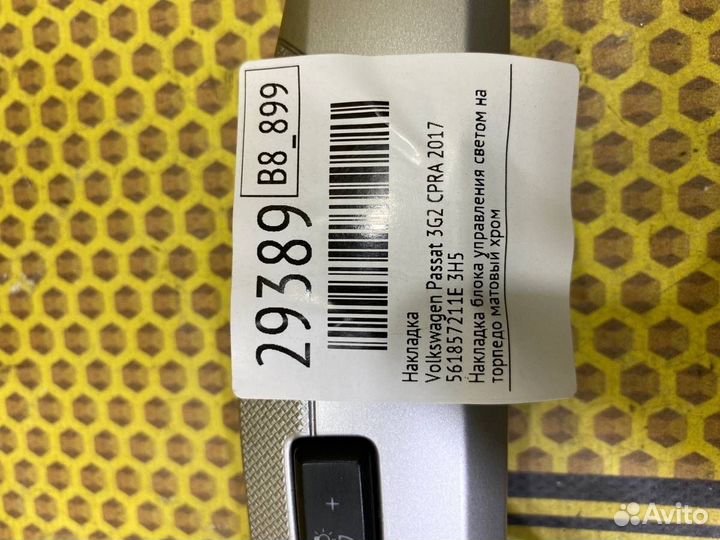 29389
B8_899
Накладка
Volkswagen Passat 3G2 CPRA 2017
561857211E 3H5
Накладка блока управления светом на
торпедо матовый хром
+
Avito